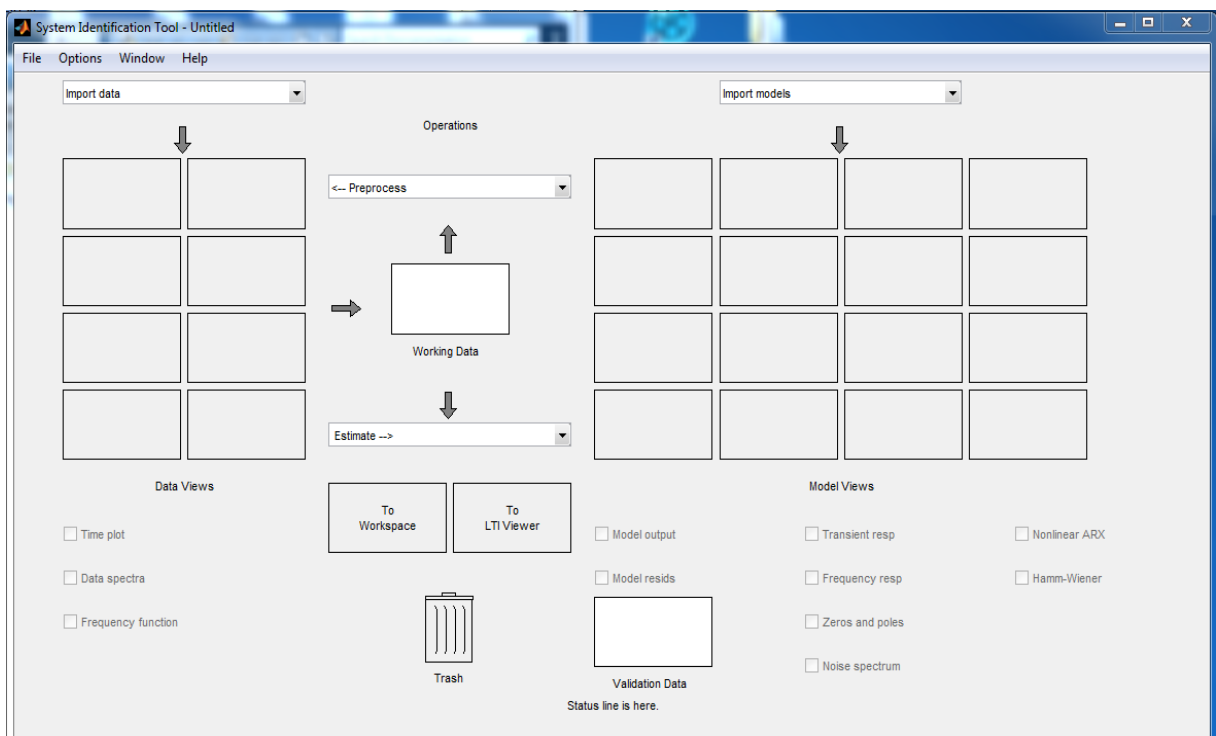 System Identification Tool - Untitled
File Options Window Help
Import data
Import models
Operations
<-- Preprocess
Working Data
Estimate -->
Data Views
Model Views
To
Workspace
To
LTI Viewer
Time plot
Data spectra
Frequency function
Model output
Transient resp
Nonlinear ARX
Model resids
Frequency resp
Hamm-Wiener
Zeros and poles
Noise spectrum
Trash
Validation Data
Status line is here.